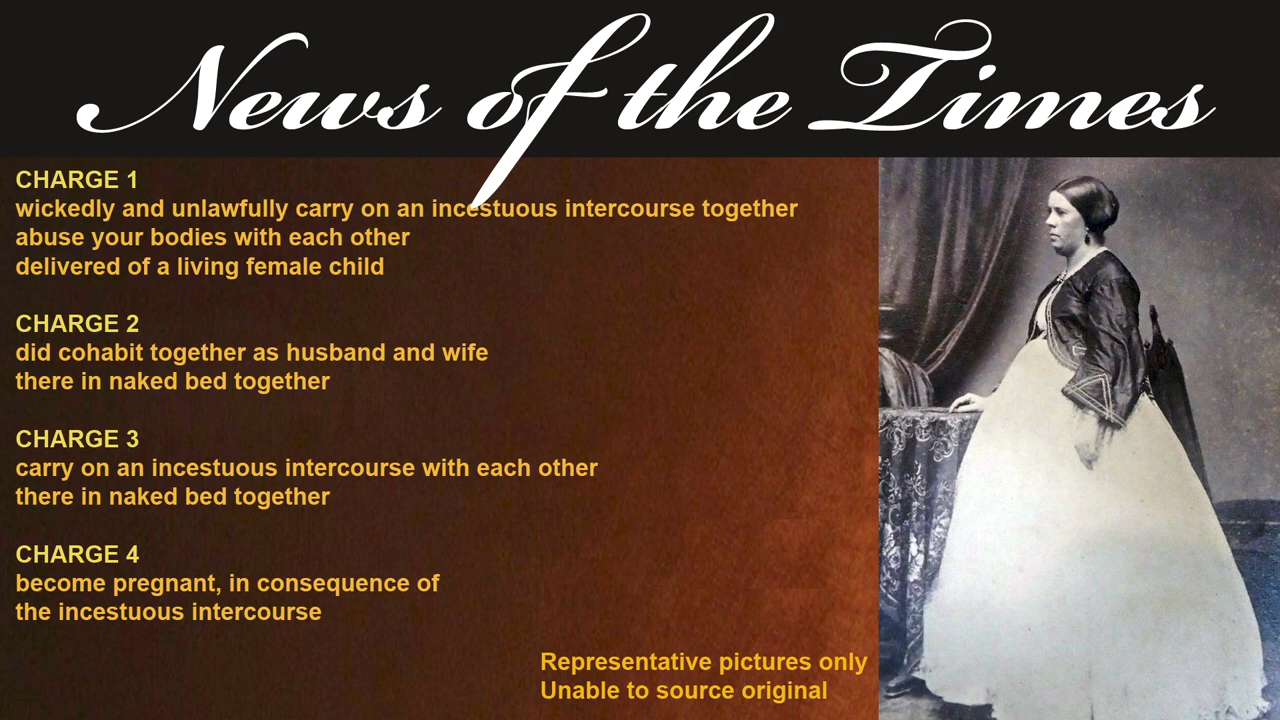 News of the Times
CHARGE 1
wickedly and unlawfully carry on an incestuous intercourse together
abuse your bodies with each other
delivered of a living female child
CHARGE 2
did cohabit together as husband and wife
there in naked bed together
CHARGE 3
carry on an incestuous intercourse with each other
there in naked bed together
CHARGE 4
become pregnant, in consequence of
the incestuous intercourse
Representative pictures only
Unable to source original